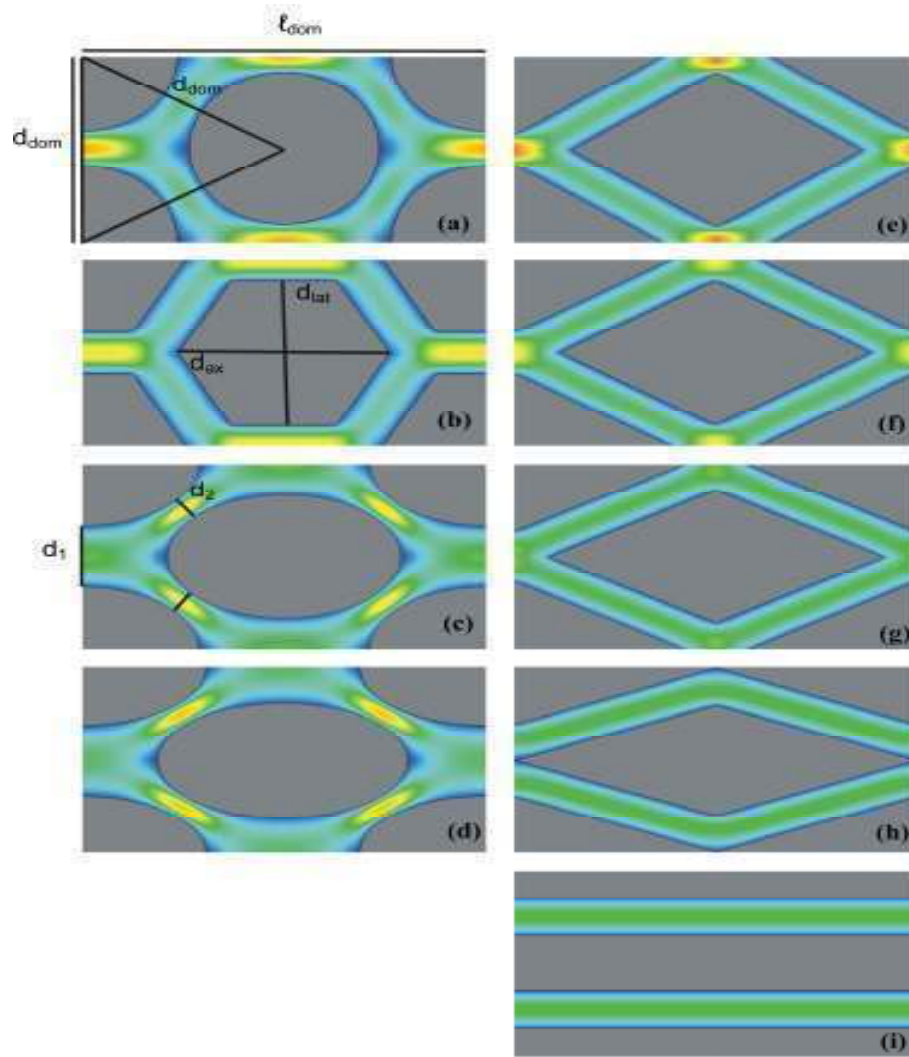 ℓdom
ddom
ddom
(a)
(e)
dlat
dax
(b)
(f)
d2
d1
(c)
(g)
(d)
(h)
(i)